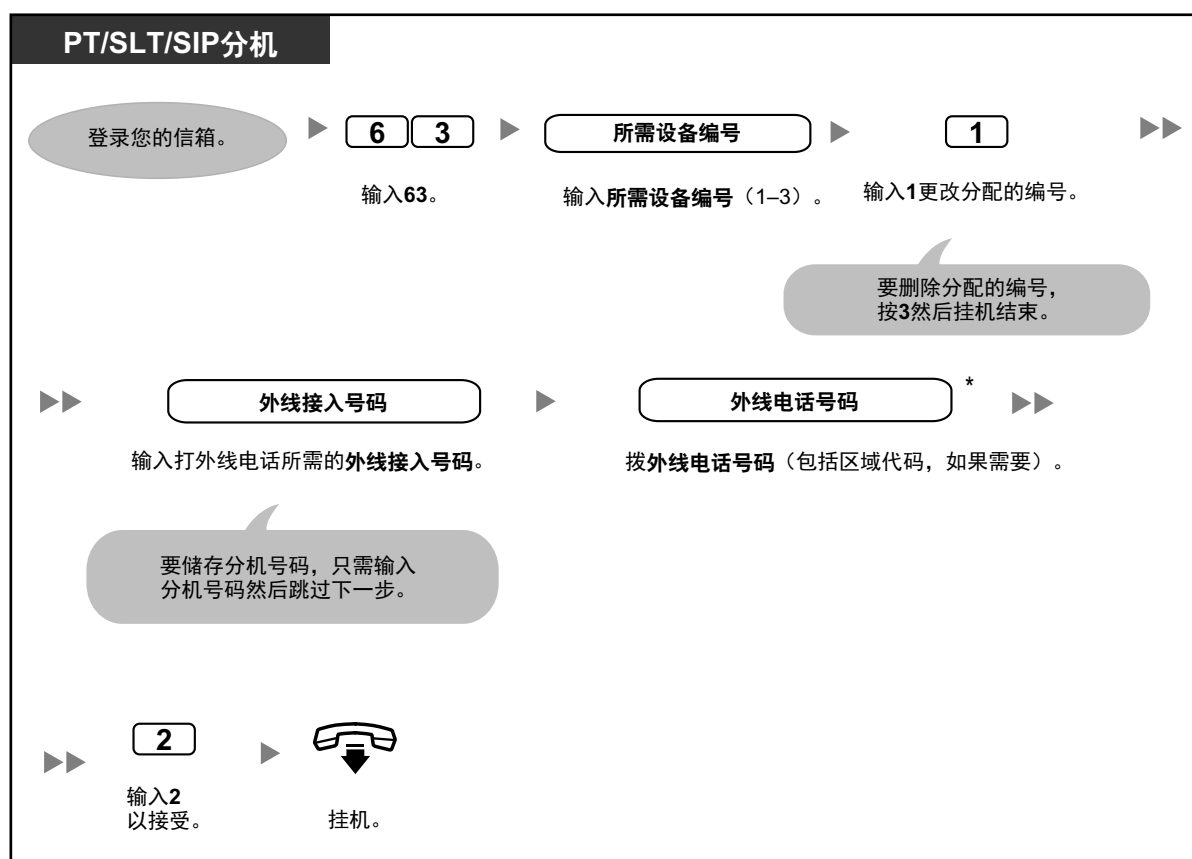 PT/SLT/SIP分机
登录您的信箱。
6 3
所需设备编号
1
输入63。
输入所需设备编号（1–3）。
输入1更改分配的编号。
要删除分配的编号，
按3然后挂机结束。
外线接入号码
外线电话号码 *
输入打外线电话所需的外线接入号码。
拨外线电话号码（包括区域代码，如果需要）。
要储存分机号码，只需输入
分机号码然后跳过下一步。
2
输入2
以接受。
挂机。